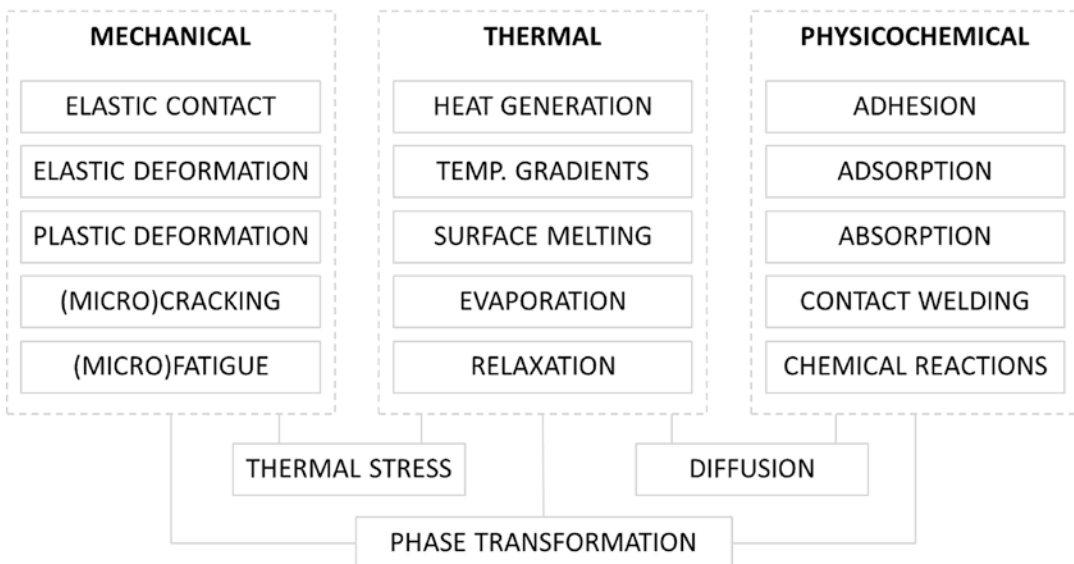 MECHANICAL
ELASTIC CONTACT
ELASTIC DEFORMATION
PLASTIC DEFORMATION
(MICRO)CRACKING
(MICRO)FATIGUE
THERMAL
HEAT GENERATION
TEMP. GRADIENTS
SURFACE MELTING
EVAPORATION
RELAXATION
PHYSICOCHEMICAL
ADHESION
ADSORPTION
ABSORPTION
CONTACT WELDING
CHEMICAL REACTIONS
THERMAL STRESS
DIFFUSION
PHASE TRANSFORMATION